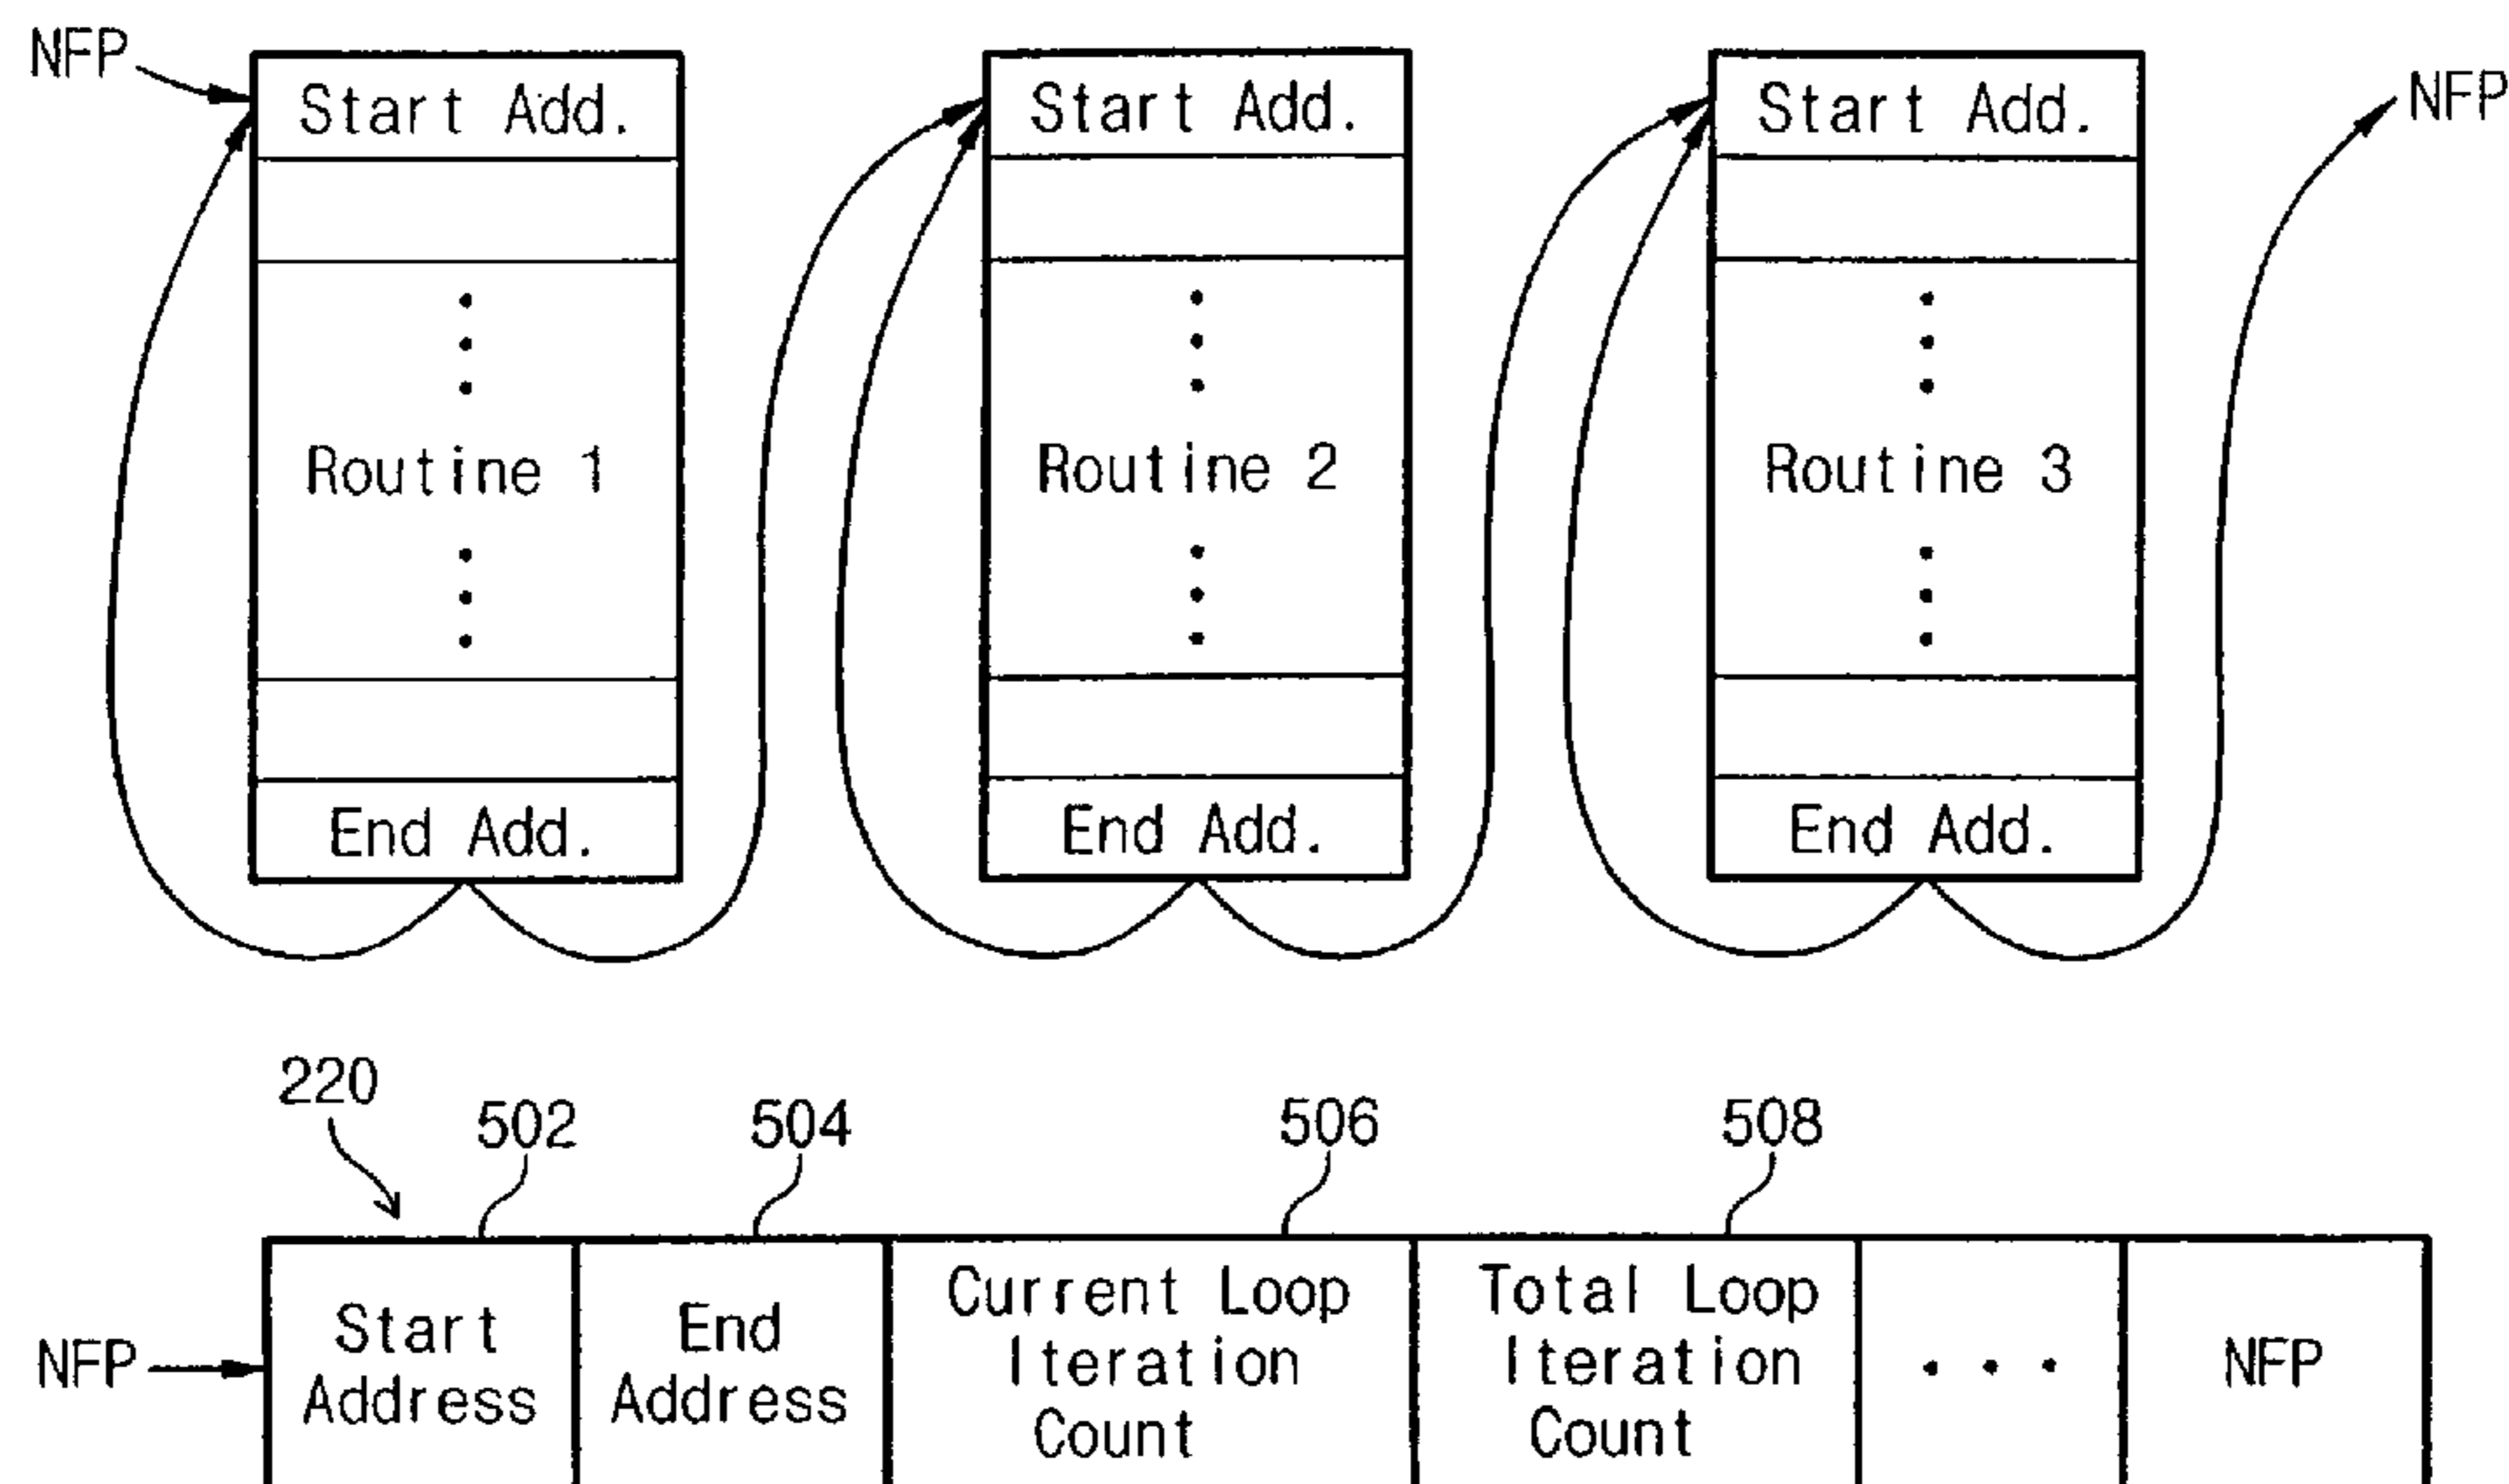 NFP
Start Add.
Start Add.
Start Add.
NFP
Routine 1
Routine 2
Routine 3
End Add.
End Add.
End Add.
220
502
504
506
508
NFP
Start
Address
End
Address
Current Loop
Iteration
Count
Total Loop
Iteration
Count
NFP